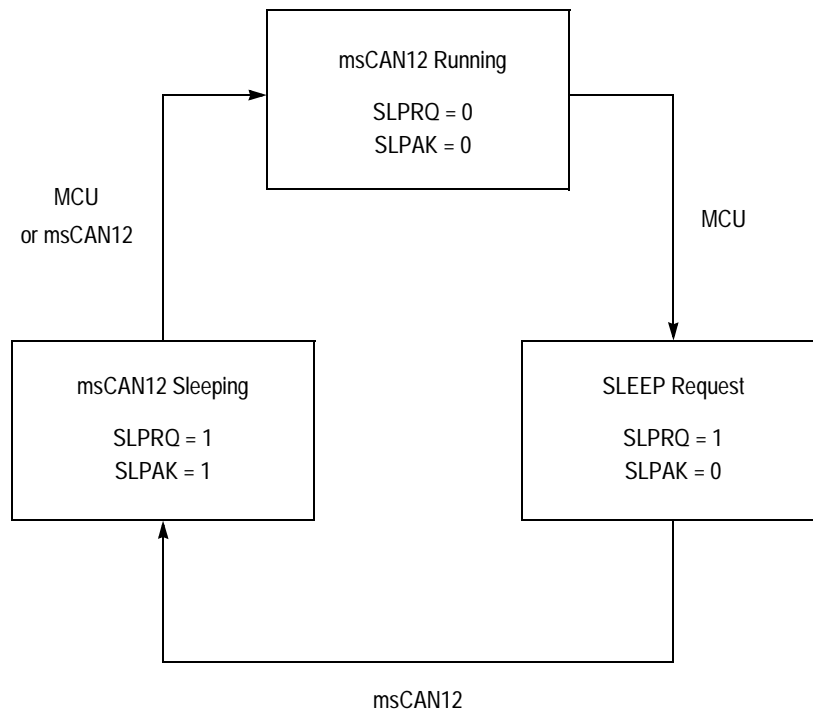 msCAN12 Running
SLPRQ = 0
SLPAK = 0
MCU
or msCAN12
MCU
msCAN12 Sleeping
SLPRQ = 1
SLPAK = 1
SLEEP Request
SLPRQ = 1
SLPAK = 0
msCAN12